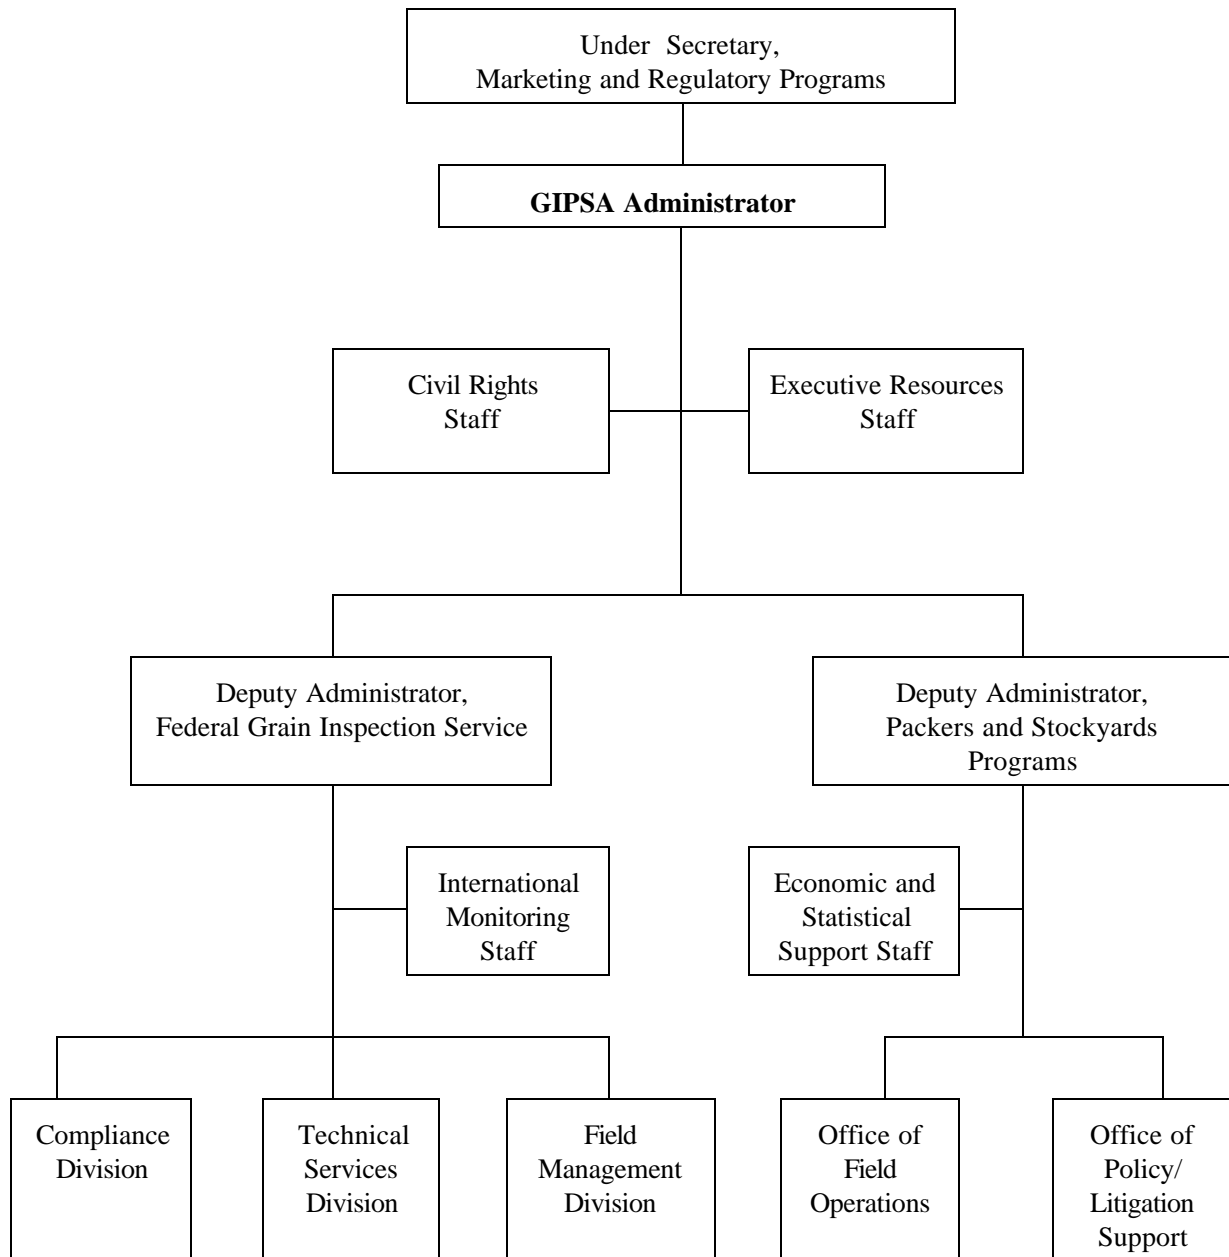 Under Secretary,
Marketing and Regulatory Programs
GIPSA Administrator
Civil Rights
Staff
Executive Resources
Staff
Deputy Administrator,
Federal Grain Inspection Service
Deputy Administrator,
Packers and Stockyards
Programs
International
Monitoring
Staff
Economic and
Statistical
Support Staff
Compliance
Division
Technical
Services
Division
Field
Management
Division
Office of
Field
Operations
Office of
Policy/
Litigation
Support